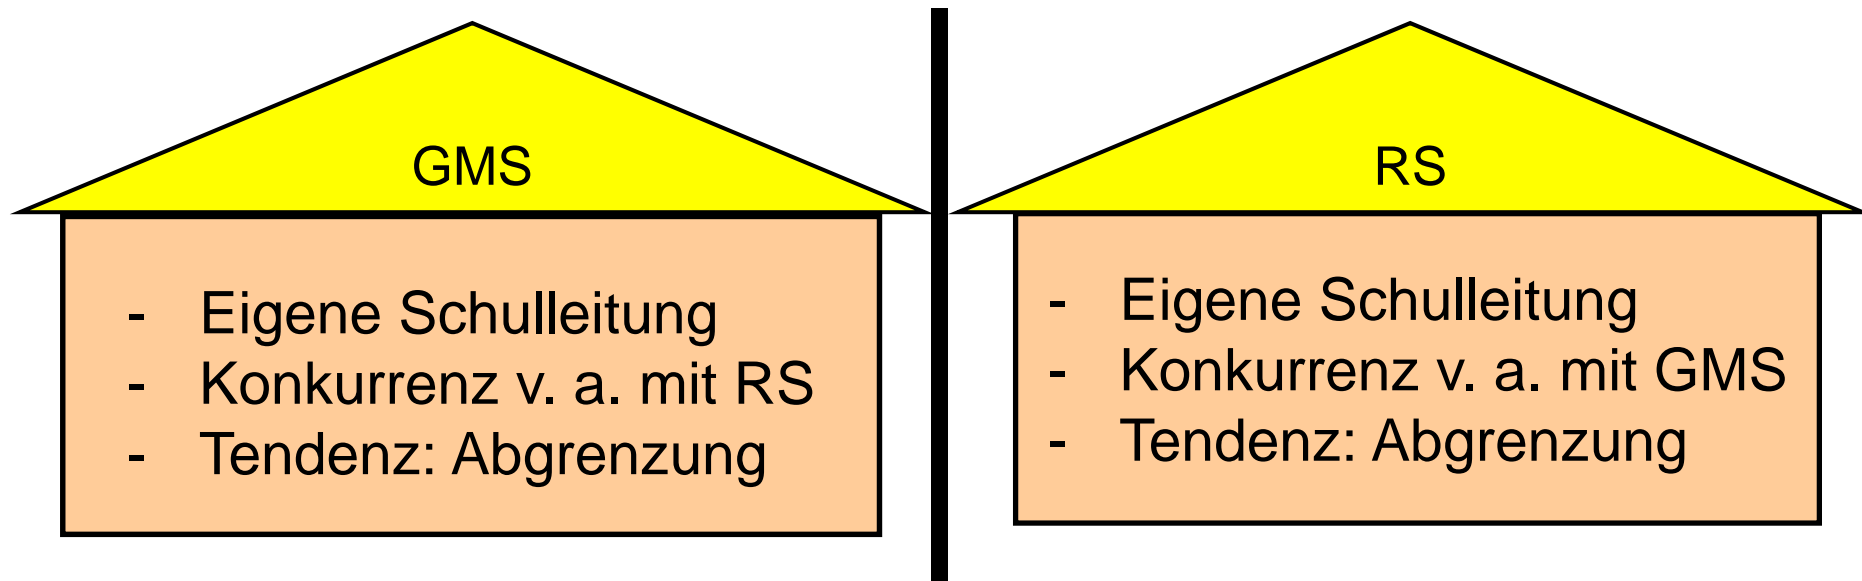 GMS
- Eigene Schulleitung
- Konkurrenz v. a. mit RS
- Tendenz: Abgrenzung
RS
- Eigene Schulleitung
- Konkurrenz v. a. mit GMS
- Tendenz: Abgrenzung